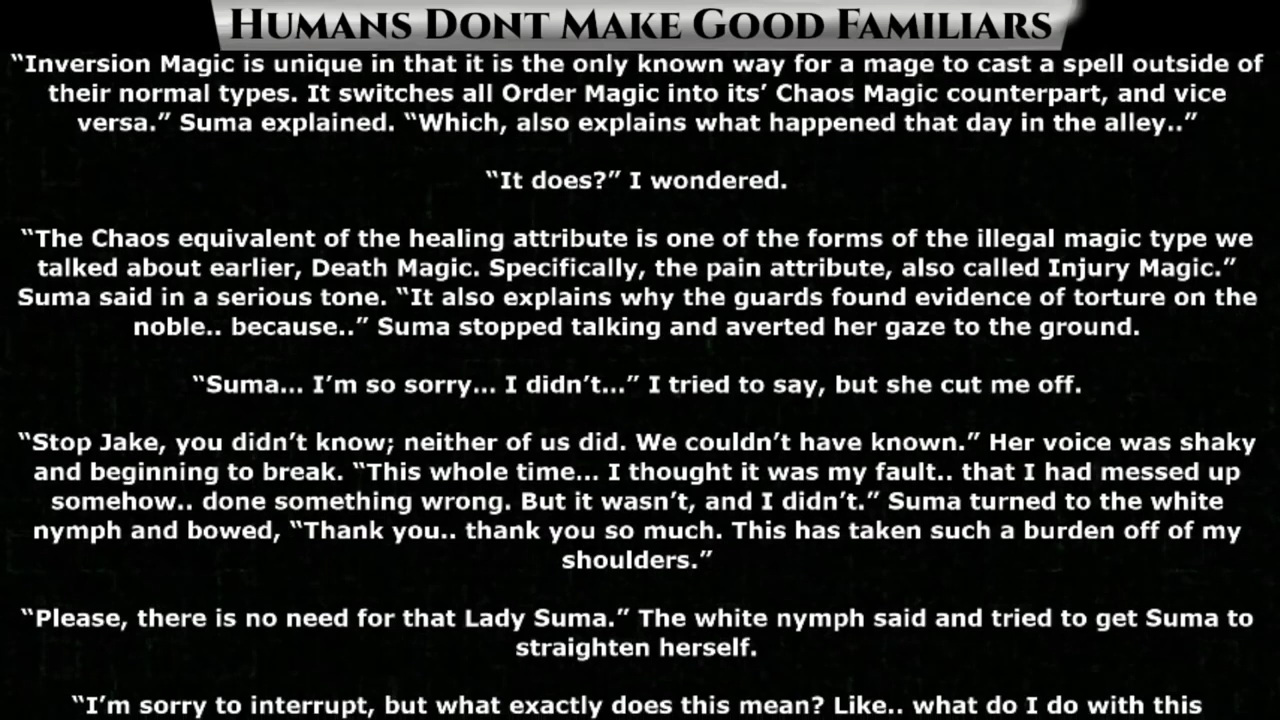 Humans Dont Make Good Familiars
“Inversion Magic is unique in that it is the only known way for a mage to cast a spell outside of
their normal types. It switches all Order Magic into its’ Chaos Magic counterpart, and vice
versa.” Suma explained. “Which, also explains what happened that day in the alley..”
“It does?” I wondered.
“The Chaos equivalent of the healing attribute is one of the forms of the illegal magic type we
talked about earlier, Death Magic. Specifically, the pain attribute, also called Injury Magic.”
Suma said in a serious tone. “It also explains why the guards found evidence of torture on the
noble.. because..” Suma stopped talking and averted her gaze to the ground.
“Suma... I’m so sorry... I didn’t...” I tried to say, but she cut me off.
“Stop Jake, you didn’t know; neither of us did. We couldn’t have known.” Her voice was shaky
and beginning to break. “This whole time... I thought it was my fault.. that I had messed up
somehow.. done something wrong. But it wasn’t, and I didn’t.” Suma turned to the white
nymph and bowed, “Thank you.. thank you so much. This has taken such a burden off of my
shoulders.”
“Please, there is no need for that Lady Suma.” The white nymph said and tried to get Suma to
straighten herself.
“I’m sorry to interrupt, but what exactly does this mean? Like.. what do I do with this